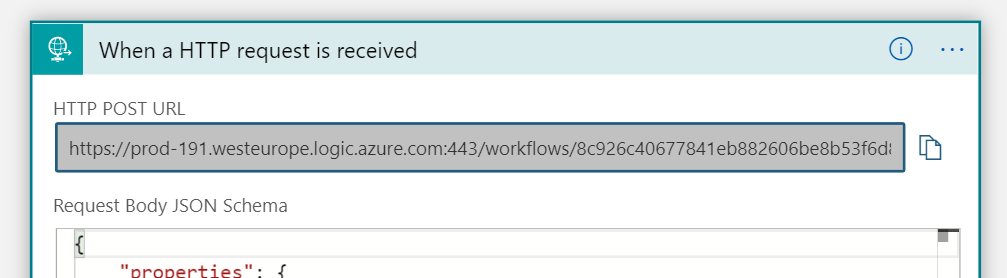 When a HTTP request is received
HTTP POST URL
https://prod-191.westeurope.logic.azure.com:443/workflows/8c926c40677841eb882606be8b53f6d8
Request Body JSON Schema
{
"properties": {